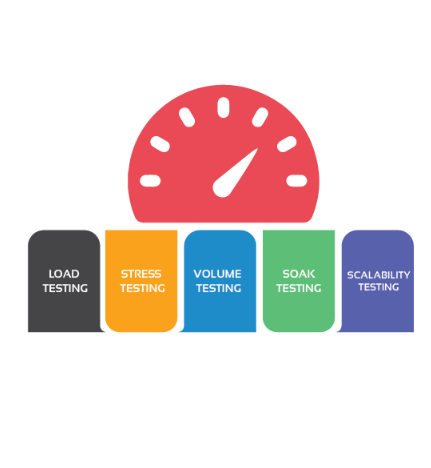 LOAD
TESTING
STRESS
TESTING
VOLUME
TESTING
SOAK
TESTING
SCALABILITY
TESTING